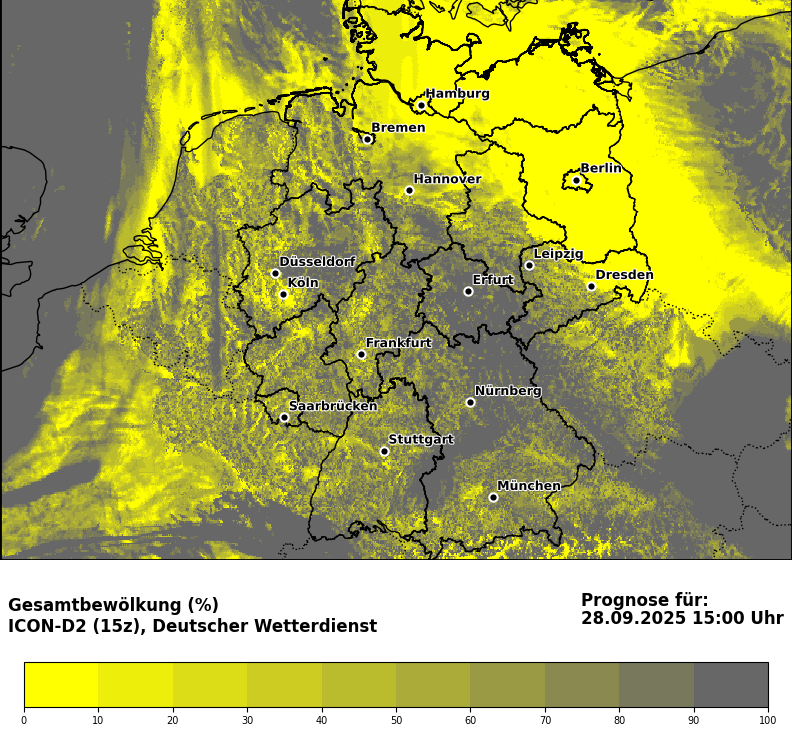 Hamburg
Bremen
Berlin
Hannover
Leipzig
Düsseldorf
Dresden
Erfurt
Köln
Frankfurt
Nürnberg
Saarbrücken
Stuttgart
München
Gesamtbewölkung (%)
ICON-D2 (15z), Deutscher Wetterdienst
Prognose für:
28.09.2025 15:00 Uhr
0 10 20 30 40 50 60 70 80 90 100